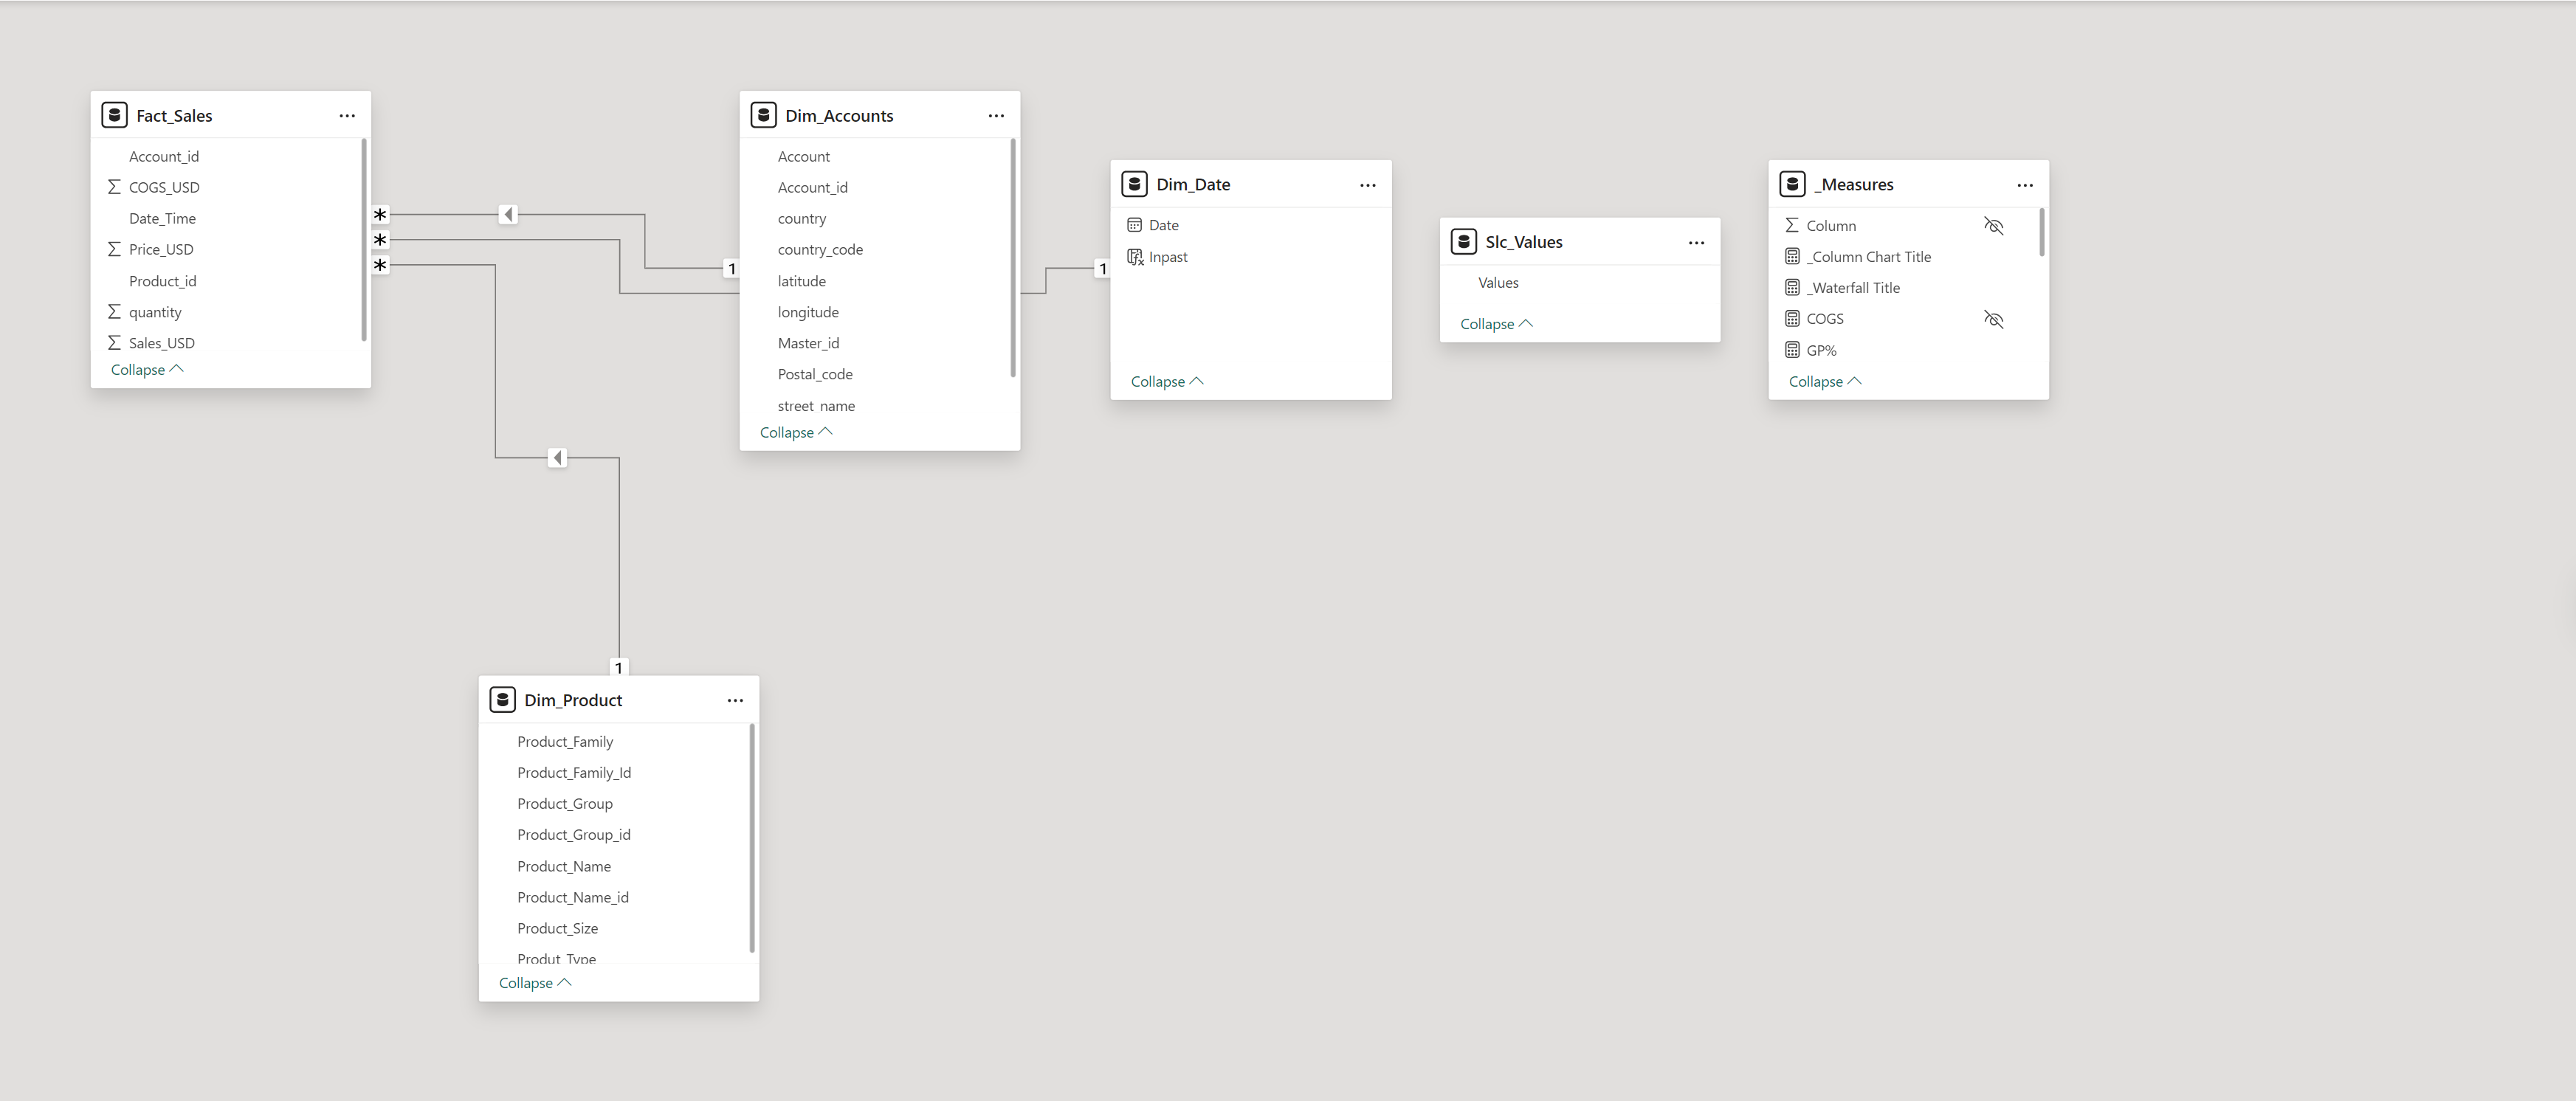 Fact_Sales
Account_id
COGS_USD
Date_Time
Price_USD
Product_id
quantity
Sales_USD
Collapse
*
*
*
1
Dim_Accounts
Account
Account_id
country
country_code
latitude
longitude
Master_id
Postal_code
street_name
Collapse
1
Dim_Date
Date
Inpast
Collapse
Slc_Values
Values
Collapse
_Measures
Column
_Column Chart Title
_Waterfall Title
COGS
GP%
Collapse
1
Dim_Product
Product_Family
Product_Family_Id
Product_Group
Product_Group_id
Product_Name
Product_Name_id
Product_Size
Produt_Type
Collapse